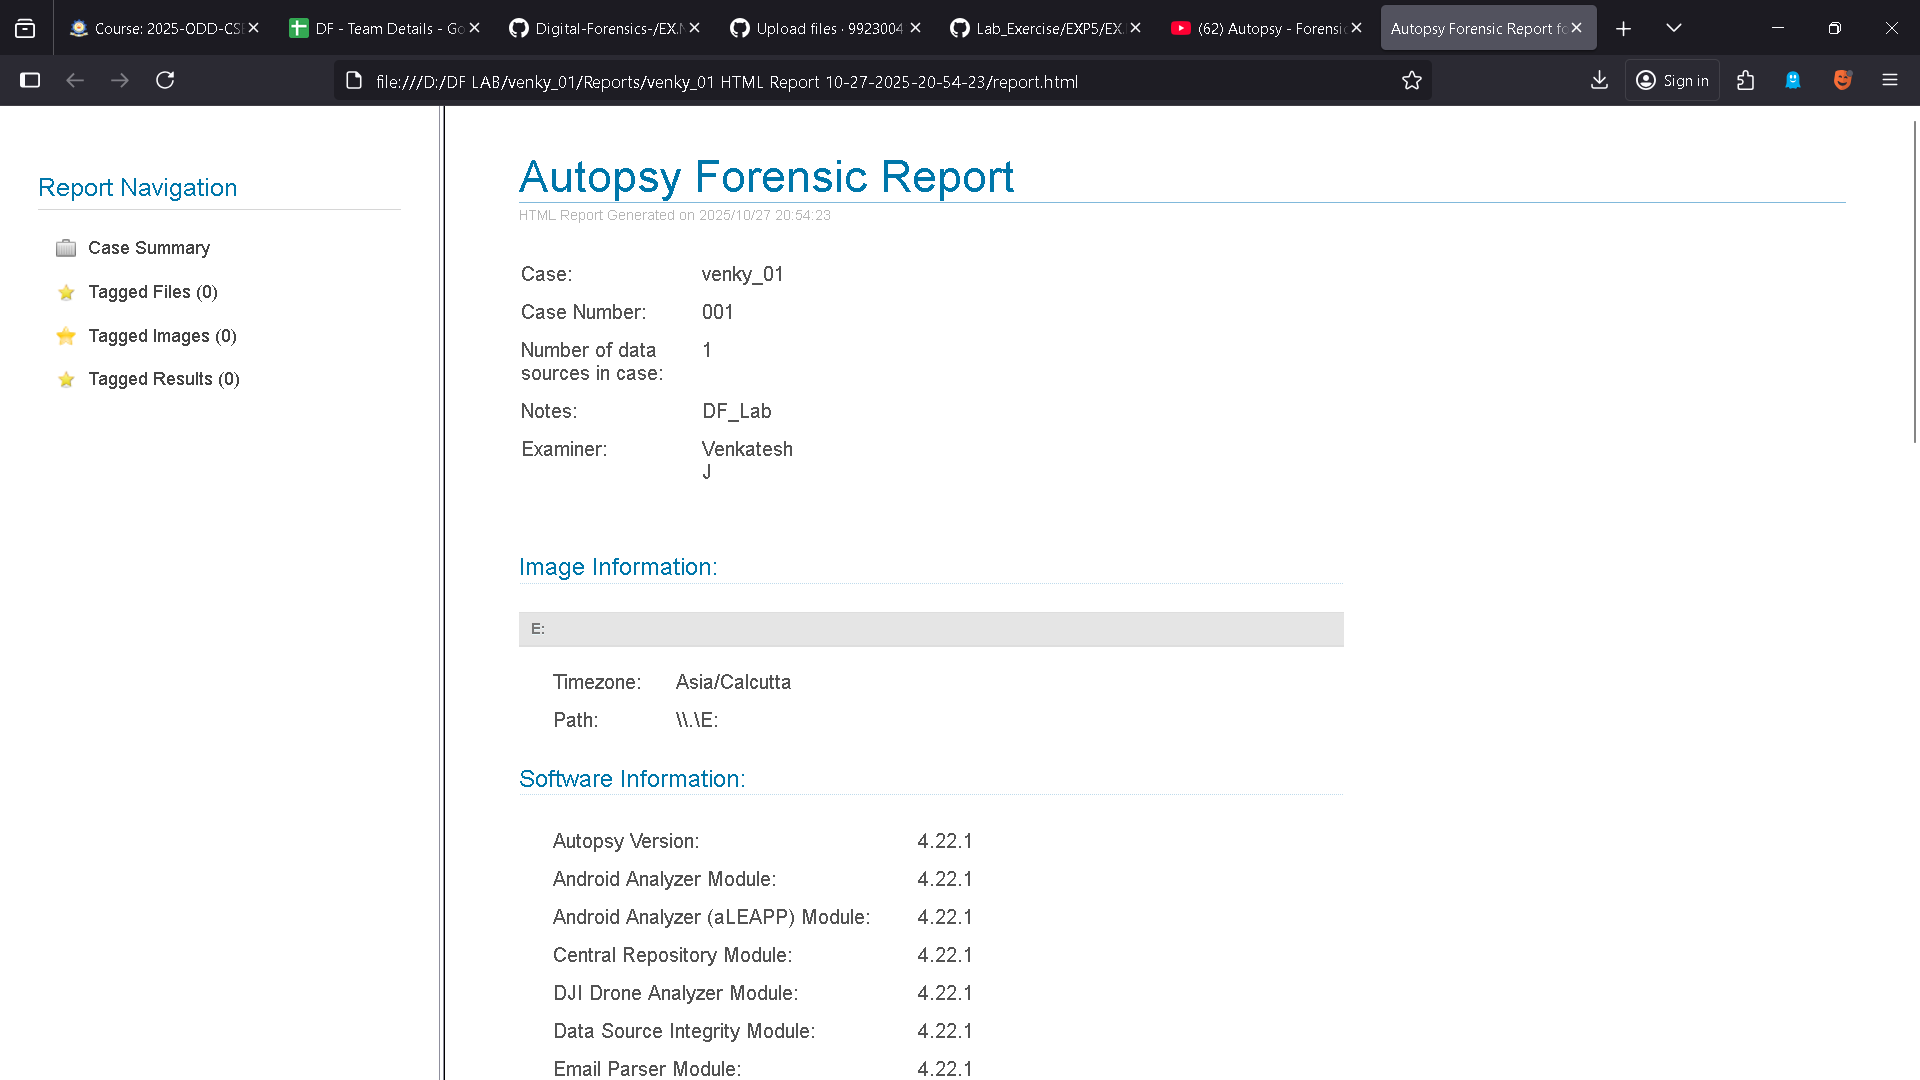 Course: 2025-ODD-CS
DF - Team Details - Go
Digital-Forensics-/EX.
Upload files · 9923004
Lab_Exercise/EXP5/EX.
(62) Autopsy - Forensic
Autopsy Forensic Report fo
file:///D:/DF LAB/venky_01/Reports/venky_01 HTML Report 10-27-2025-20-54-23/report.html
Sign in
Report Navigation
Case Summary
Tagged Files (0)
Tagged Images (0)
Tagged Results (0)
Autopsy Forensic Report
HTML Report Generated on 2025/10/27 20:54:23
Case: venky_01
Case Number: 001
Number of data 1
sources in case:
Notes: DF_Lab
Examiner: Venkatesh
J
Image Information:
E:
Timezone: Asia/Calcutta
Path: \\.\E:
Software Information:
Autopsy Version: 4.22.1
Android Analyzer Module: 4.22.1
Android Analyzer (aLEAPP) Module: 4.22.1
Central Repository Module: 4.22.1
DJI Drone Analyzer Module: 4.22.1
Data Source Integrity Module: 4.22.1
Email Parser Module: 4.22.1